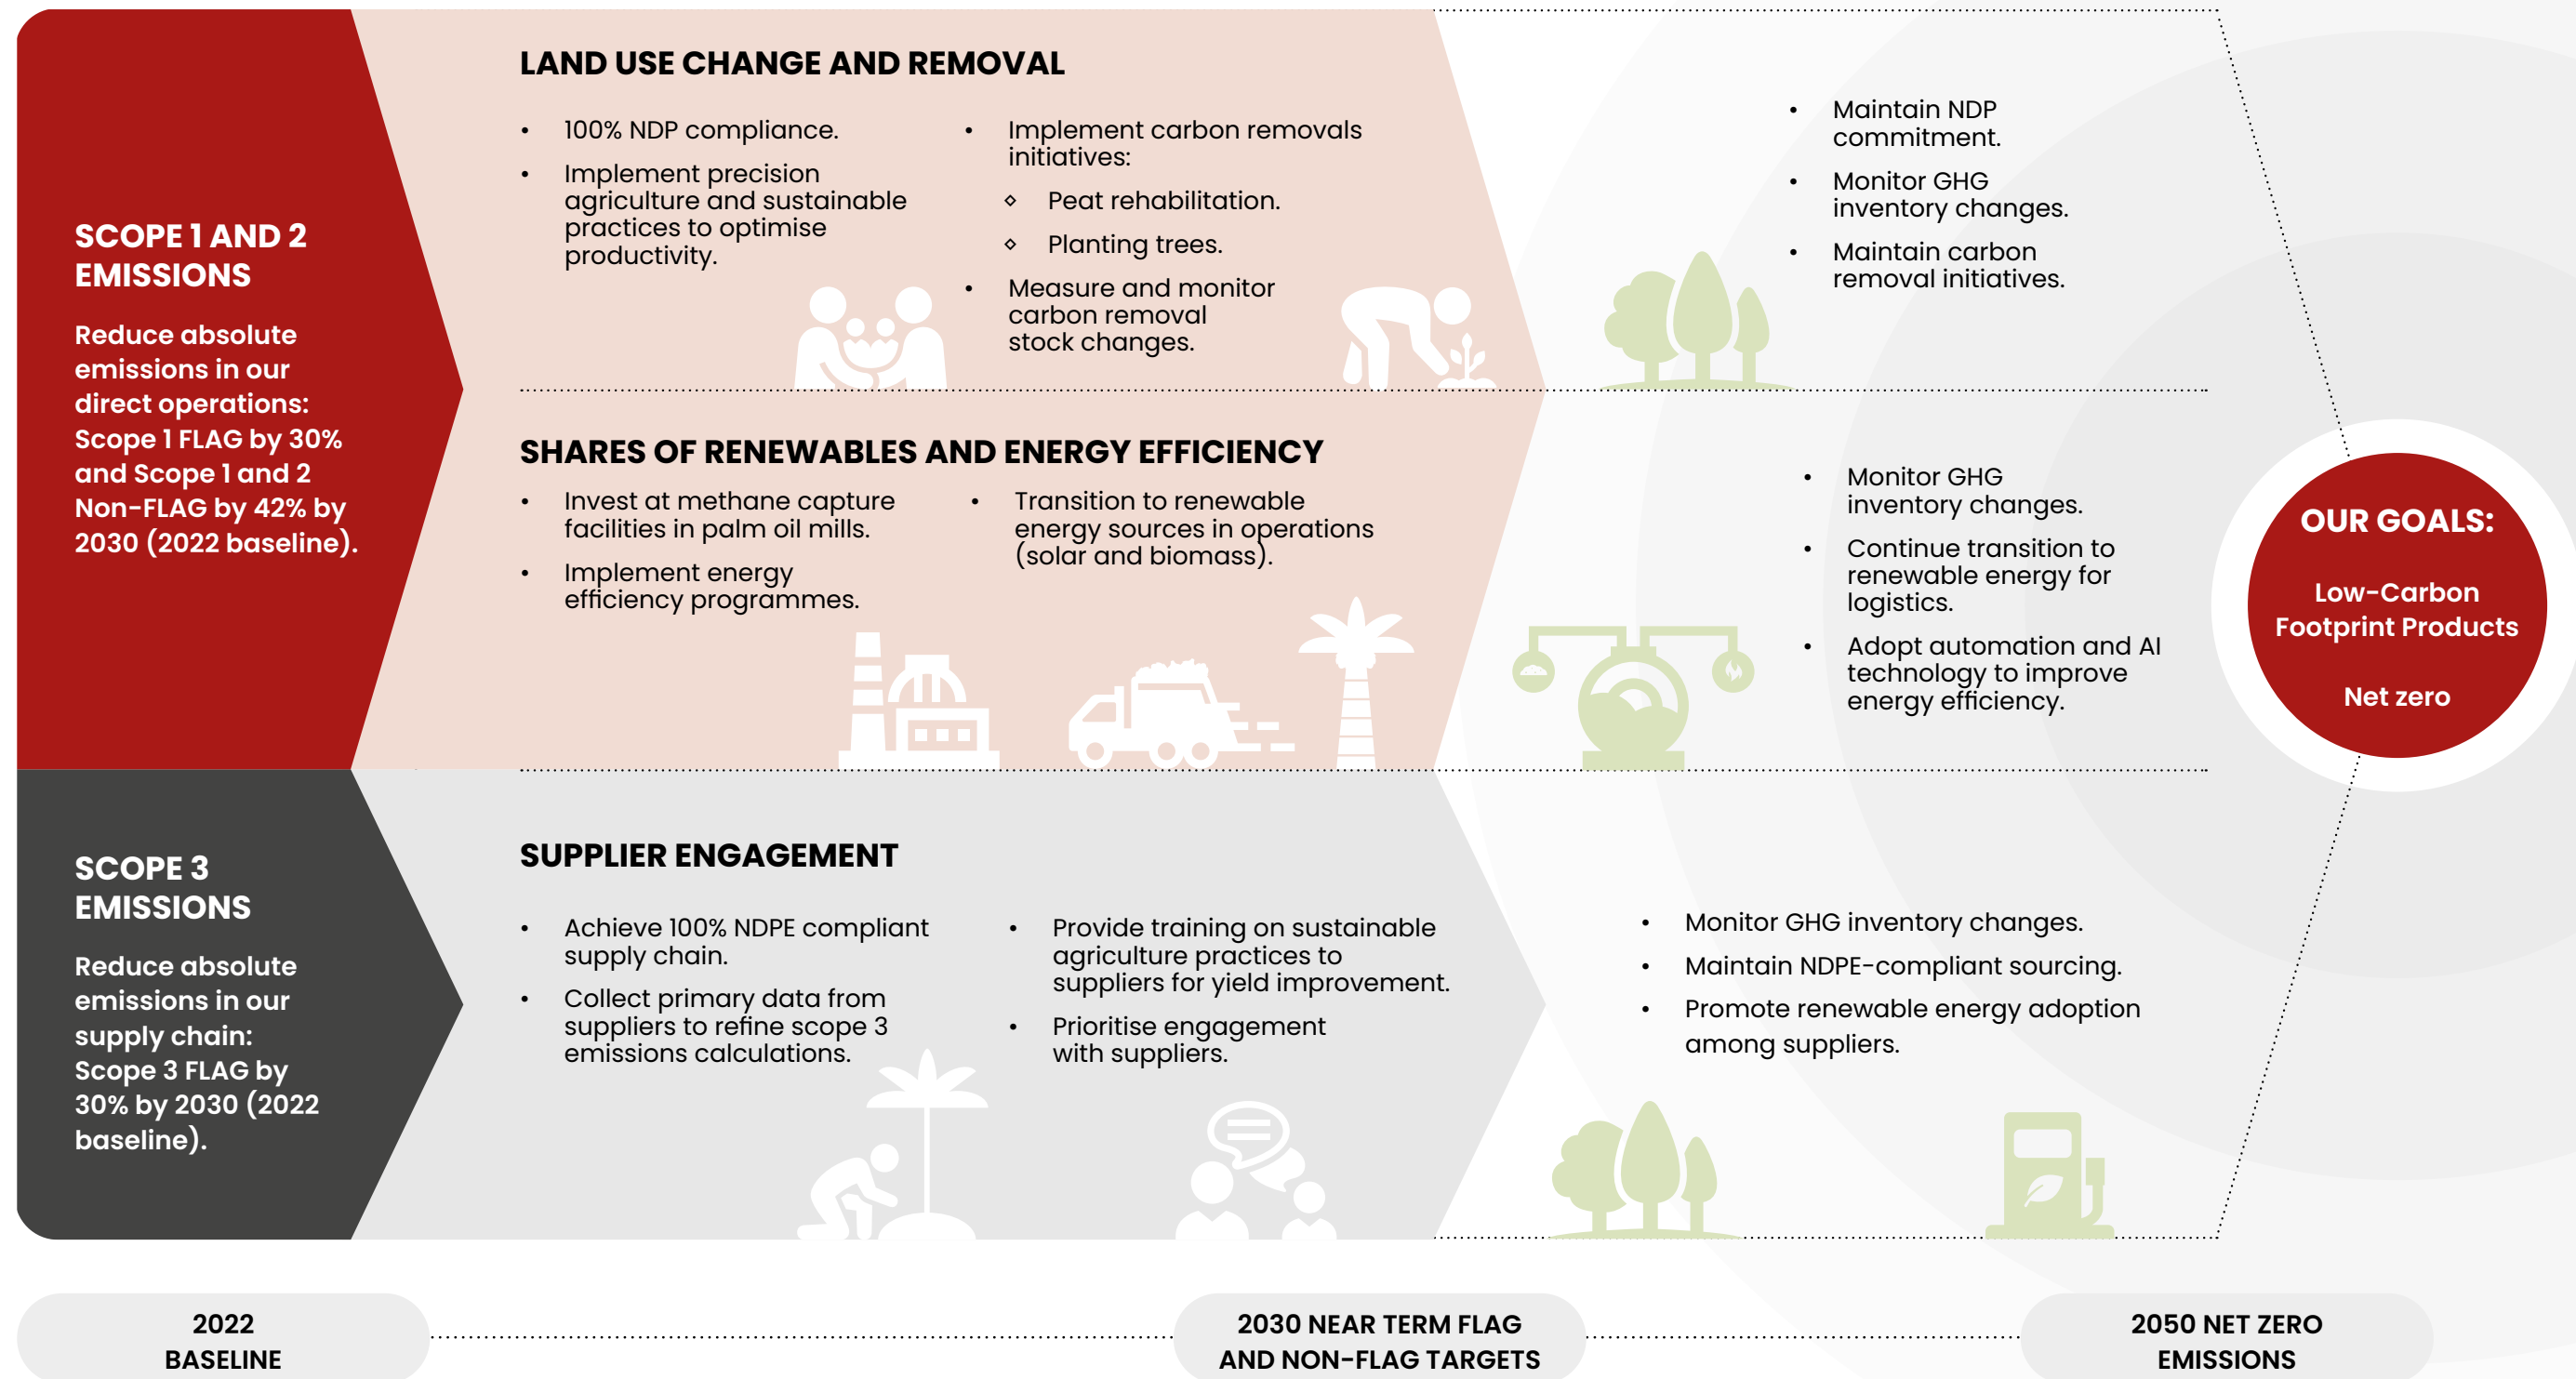 SCOPE 1 AND 2
EMISSIONS
Reduce absolute
emissions in our
direct operations:
Scope 1 FLAG by 30%
and Scope 1 and 2
Non-FLAG by 42% by
2030 (2022 baseline).
LAND USE CHANGE AND REMOVAL
• 100% NDP compliance.
• Implement precision
agriculture and sustainable
practices to optimise
productivity.
• Implement carbon removals
initiatives:
◇ Peat rehabilitation.
◇ Planting trees.
• Measure and monitor
carbon removal
stock changes.
• Maintain NDP
commitment.
• Monitor GHG
inventory changes.
• Maintain carbon
removal initiatives.
SHARES OF RENEWABLES AND ENERGY EFFICIENCY
• Invest at methane capture
facilities in palm oil mills.
• Implement energy
efficiency programmes.
• Transition to renewable
energy sources in operations
(solar and biomass).
• Monitor GHG
inventory changes.
• Continue transition to
renewable energy for
logistics.
• Adopt automation and AI
technology to improve
energy efficiency.
OUR GOALS:
Low-Carbon
Footprint Products
Net zero
SCOPE 3
EMISSIONS
Reduce absolute
emissions in our
supply chain:
Scope 3 FLAG by
30% by 2030 (2022
baseline).
SUPPLIER ENGAGEMENT
• Achieve 100% NDPE compliant
supply chain.
• Collect primary data from
suppliers to refine scope 3
emissions calculations.
• Provide training on sustainable
agriculture practices to
suppliers for yield improvement.
• Prioritise engagement
with suppliers.
• Monitor GHG inventory changes.
• Maintain NDPE-compliant sourcing.
• Promote renewable energy adoption
among suppliers.
2022
BASELINE
2030 NEAR TERM FLAG
AND NON-FLAG TARGETS
2050 NET ZERO
EMISSIONS